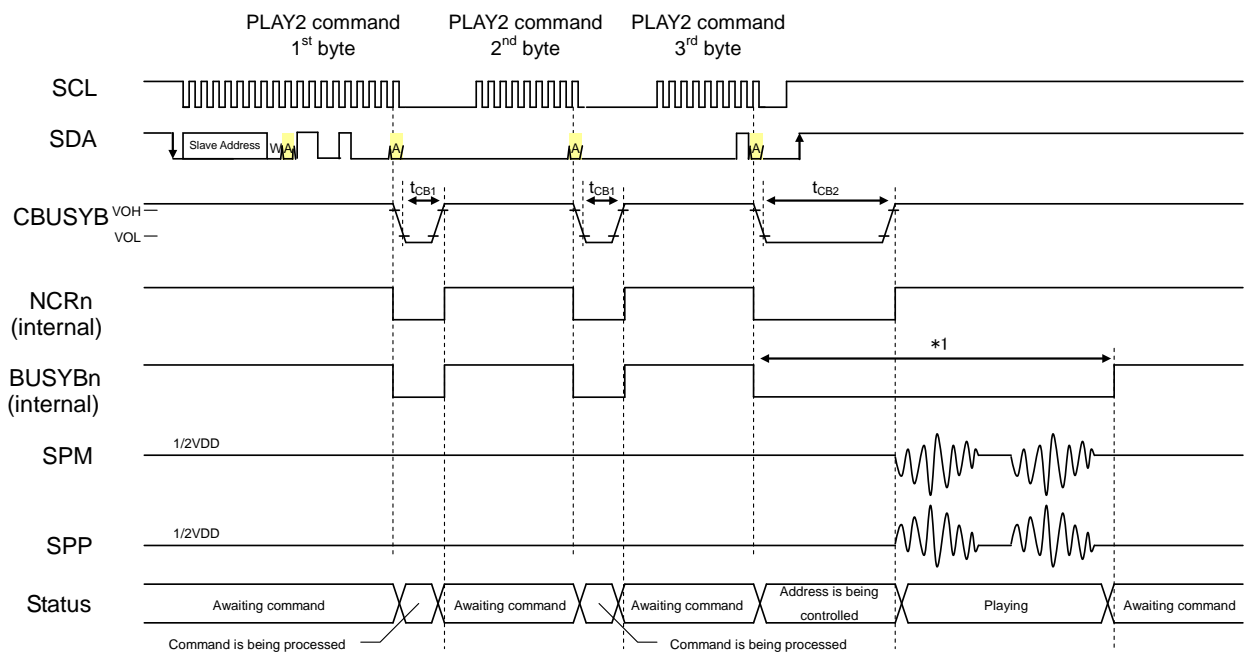 PLAY2 command
1st byte
PLAY2 command
2nd byte
PLAY2 command
3rd byte
SCL
SDA
Slave Address
W
A
A
A
A
CBUSYB
VOH
VOL
tCB1
tCB1
tCB2
NCRn
(internal)
BUSYBn
(internal)
*1
SPM
1/2VDD
SPP
1/2VDD
Status
Awaiting command
Awaiting command
Awaiting command
Address is being
controlled
Playing
Awaiting command
Command is being processed
Command is being processed